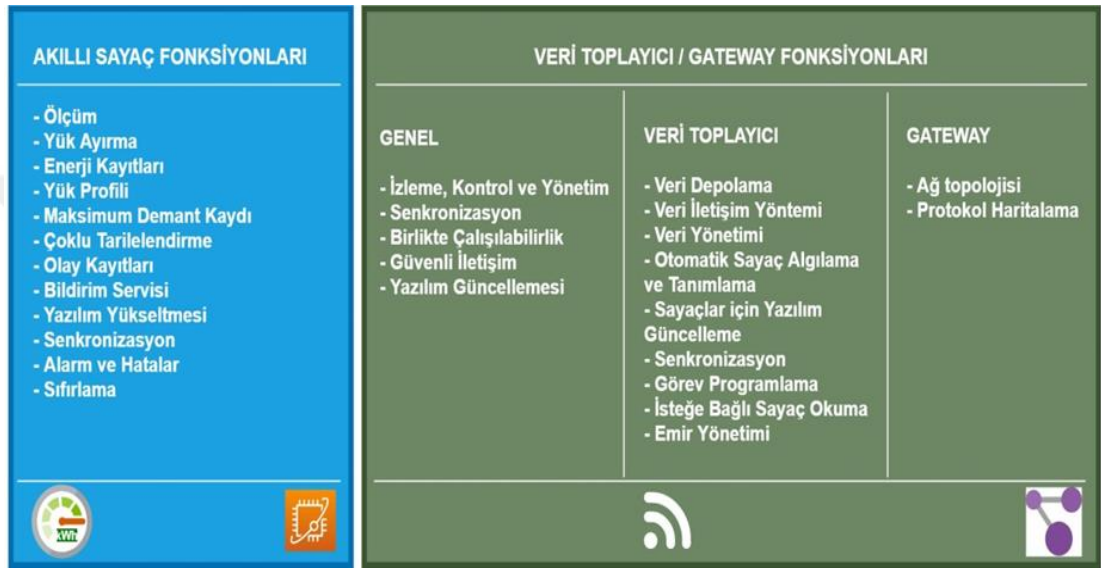 AKILLI SAYAÇ FONKSİYONLARI
- Ölçüm
- Yük Ayırma
- Enerji Kayıtları
- Yük Profili
- Maksimum Demant Kaydı
- Çoklu Tarilelendirme
- Olay Kayıtları
- Bildirim Servisi
- Yazılım Yükseltmesi
- Senkronizasyon
- Alarm ve Hatalar
- Sıfırlama
kWh
VERİ TOPLAYICI / GATEWAY FONKSİYONLARI
GENEL
- İzleme, Kontrol ve Yönetim
- Senkronizasyon
- Birlikte Çalışılabilirlik
- Güvenli İletişim
- Yazılım Güncellemesi
VERİ TOPLAYICI
- Veri Depolama
- Veri İletişim Yöntemi
- Veri Yönetimi
- Otomatik Sayaç Algılama
ve Tanımlama
- Sayaçlar için Yazılım
Güncelleme
- Senkronizasyon
- Görev Programlama
- İsteğe Bağlı Sayaç Okuma
- Emir Yönetimi
GATEWAY
- Ağ topolojisi
- Protokol Haritalama